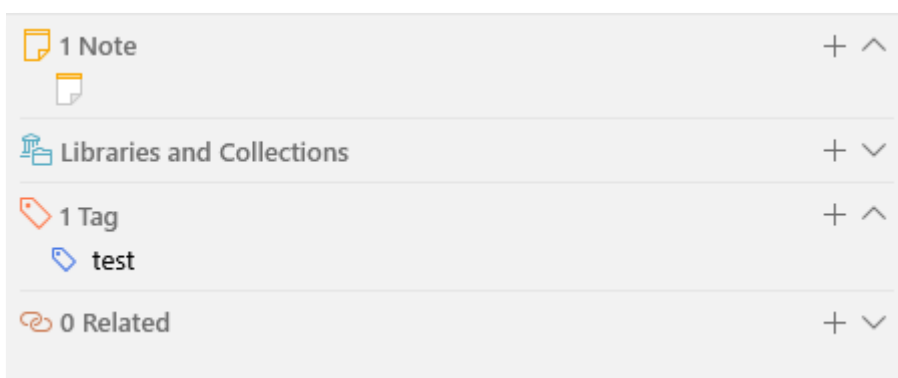 1 Note
Libraries and Collections
1 Tag
test
0 Related